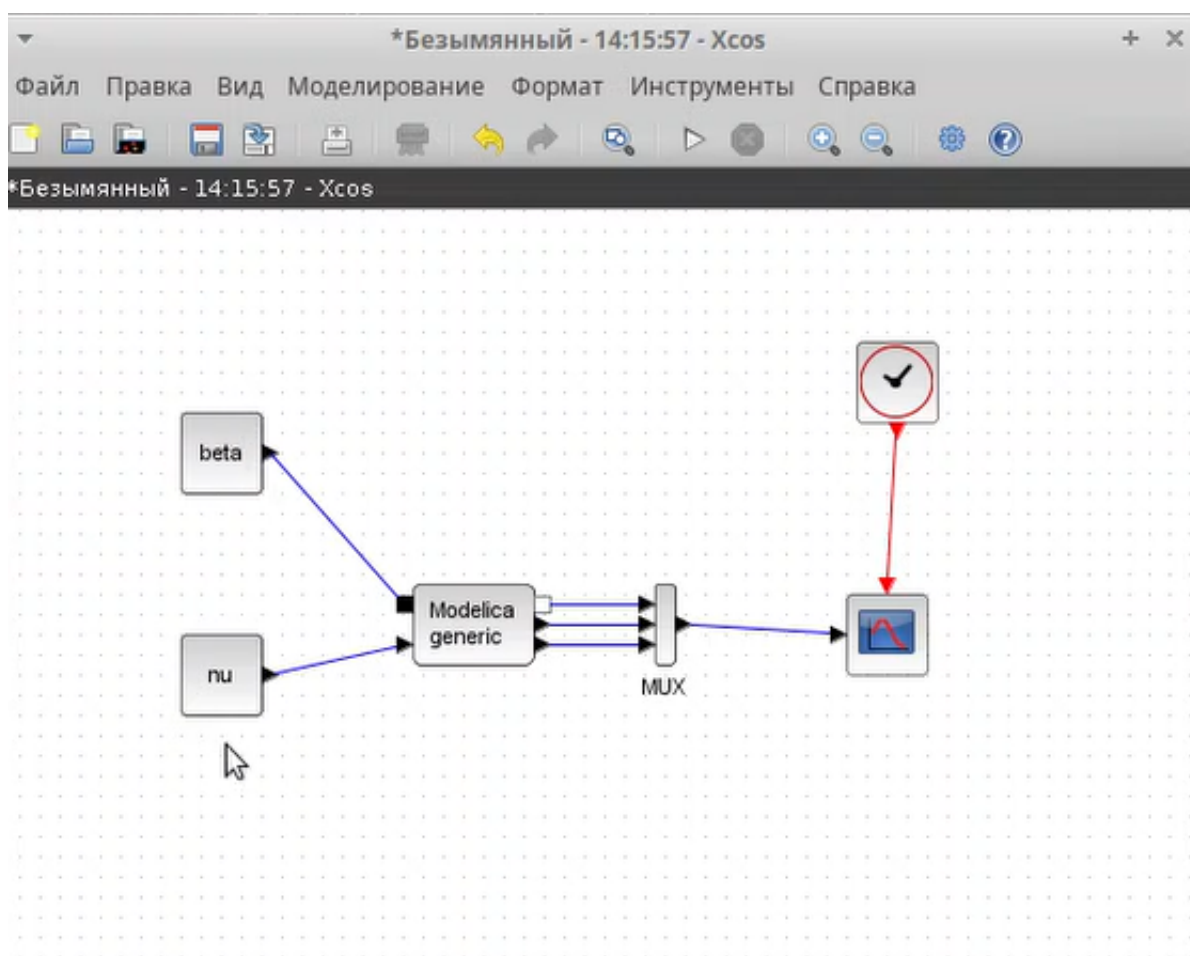 *Безымянный - 14:15:57 - Xcos
Файл Правка Вид Моделирование Формат Инструменты Справка
*Безымянный - 14:15:57 - Xcos
beta
Modelica
generic
nu
MUX